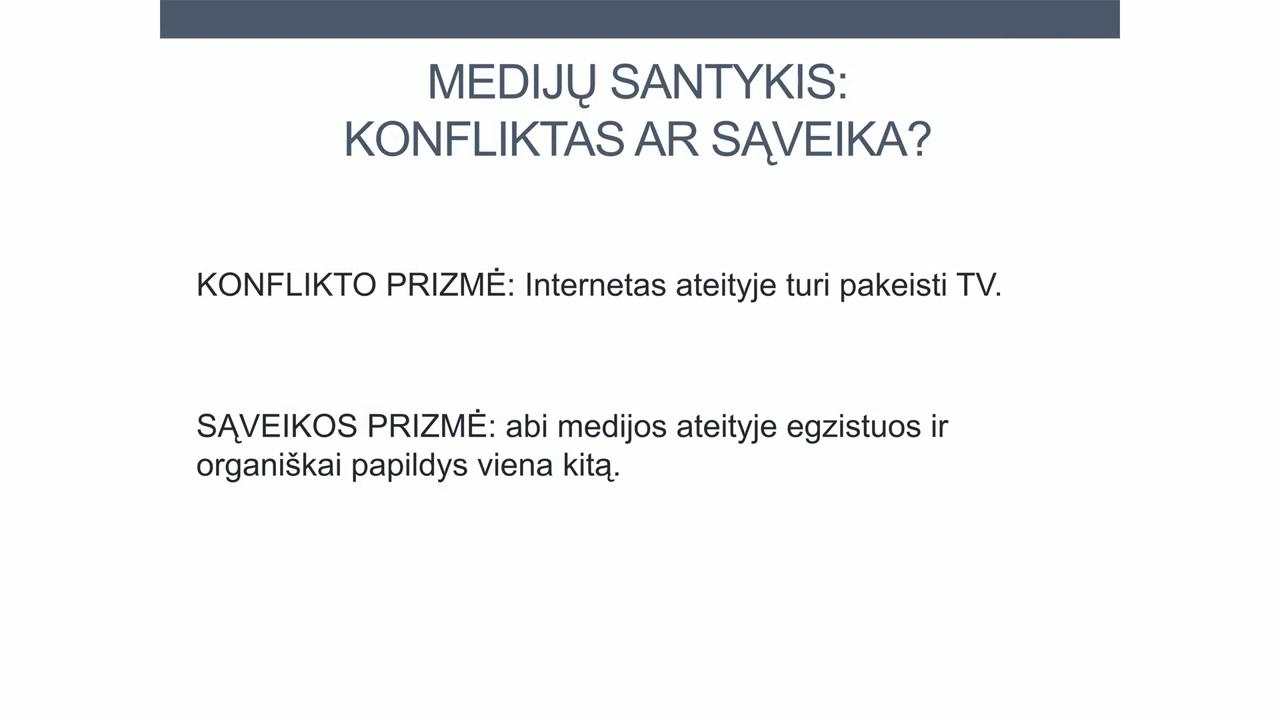 MEDIJŲ SANTYKIS:
KONFLIKTAS AR SĄVEIKA?
KONFLIKTO PRIZMĖ: Internetas ateityje turi pakeisti TV.
SĄVEIKOS PRIZMĖ: abi medijos ateityje egzistuos ir
organiškai papildys viena kitą.